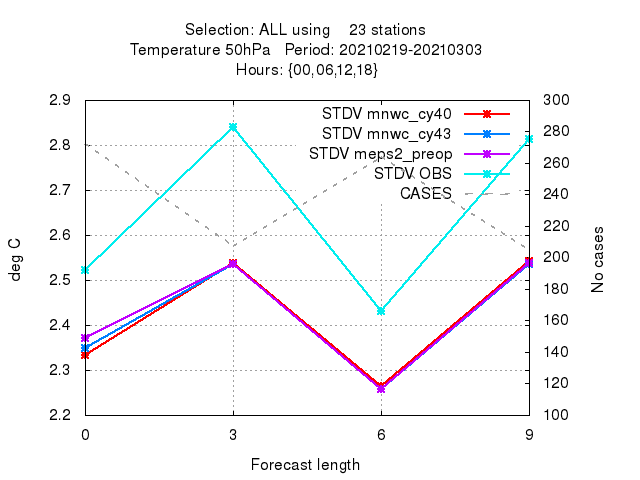 Selection: ALL using    23 stations
Temperature 50hPa   Period: 20210219-20210303
Hours: {00,06,12,18}
STDV mnwc_cy40
STDV mnwc_cy43
STDV meps2_preop
STDV OBS
CASES
deg C
2.9
2.8
2.7
2.6
2.5
2.4
2.3
2.2
No cases
300
280
260
240
220
200
180
160
140
120
100
0 3 6 9
Forecast length